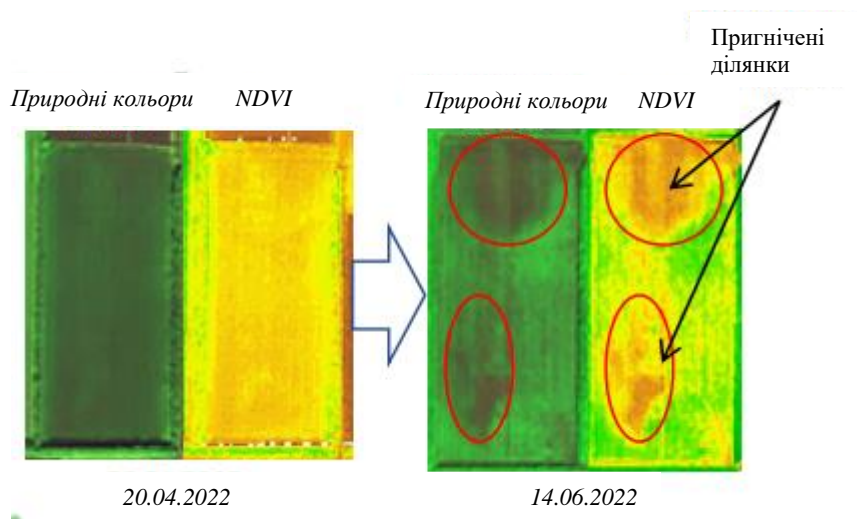 Пригнічені
ділянки
Природні кольори NDVI
Природні кольори NDVI
20.04.2022
14.06.2022